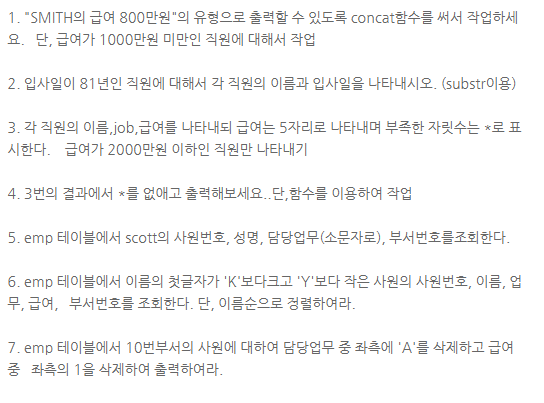 1. "SMITH의 급여 800만원"의 유형으로 출력할 수 있도록 concat함수를 써서 작업하세
요.   단, 급여가 1000만원 미만인 직원에 대해서 작업
2. 입사일이 81년인 직원에 대해서 각 직원의 이름과 입사일을 나타내시오. (substr이용)
3. 각 직원의 이름,job,급여를 나타내되 급여는 5자리로 나타내며 부족한 자릿수는 *로 표
시한다.    급여가 2000만원 이하인 직원만 나타내기
4. 3번의 결과에서 *를 없애고 출력해보세요..단,함수를 이용하여 작업
5. emp 테이블에서 scott의 사원번호, 성명, 담당업무(소문자로), 부서번호를조회한다.
6. emp 테이블에서 이름의 첫글자가 'K'보다크고 'Y'보다 작은 사원의 사원번호, 이름, 업
무, 급여,   부서번호를 조회한다. 단, 이름순으로 정렬하여라.
7. emp 테이블에서 10번부서의 사원에 대하여 담당업무 중 좌측에 'A'를 삭제하고 급여
중   좌측의 1을 삭제하여 출력하여라.